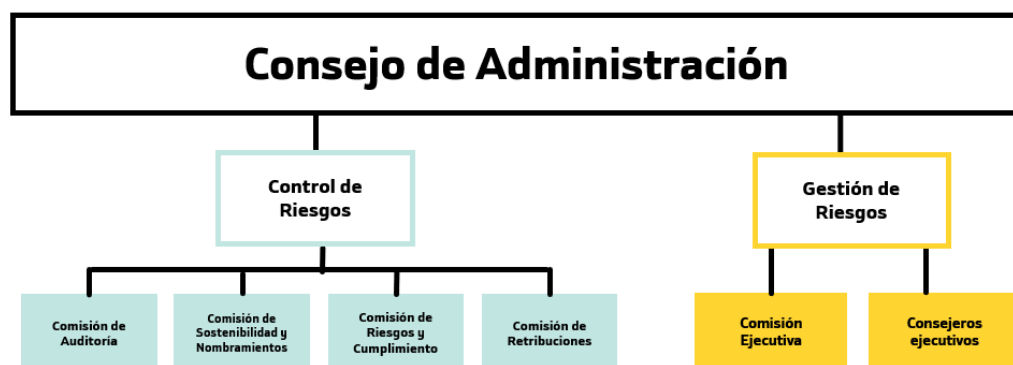 Consejo de Administración
Control de
Riesgos
Gestión de
Riesgos
Comisión de
Auditoría
Comisión de
Sostenibilidad y
Nombramientos
Comisión de
Riesgos y
Cumplimiento
Comisión de
Retribuciones
Comisión
Ejecutiva
Consejeros
ejecutivos